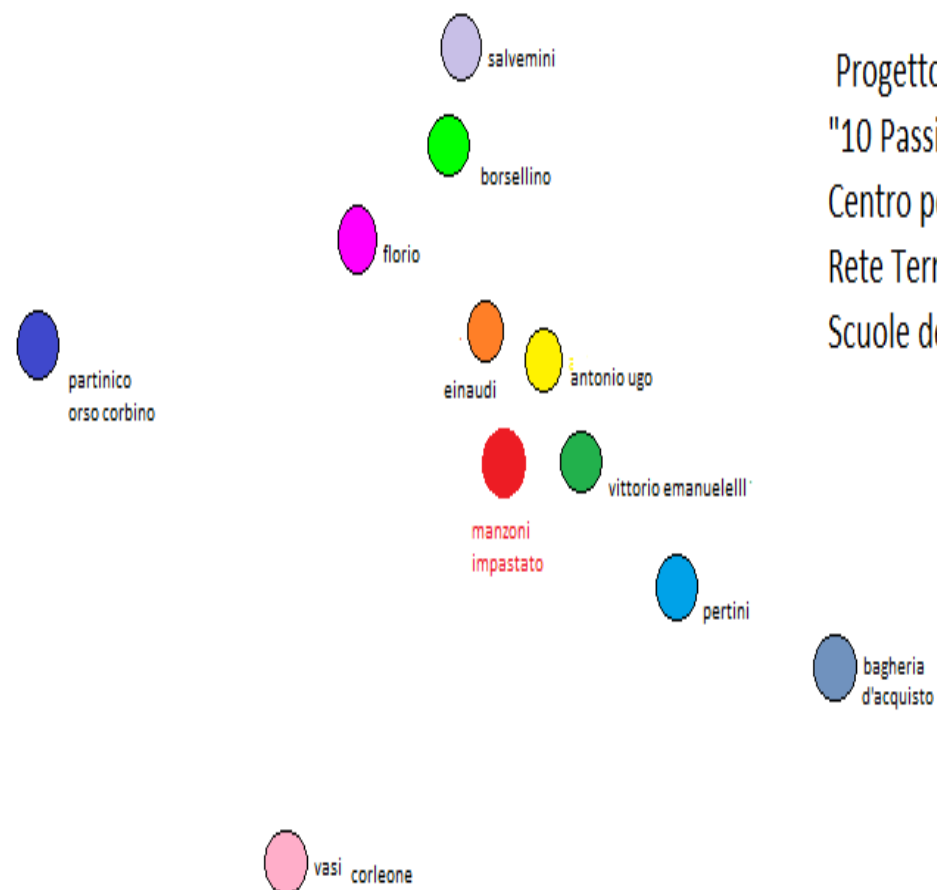 salvemini
borsellino
florio
partinico
orso corbino
einaudi
antonio ugo
manzoni
impastato
vittorio emanueleIII
pertini
bagheria
d'acquisto
vasi corleone
Progetto
"10 Passi
Centro p
Rete Terr
Scuole de